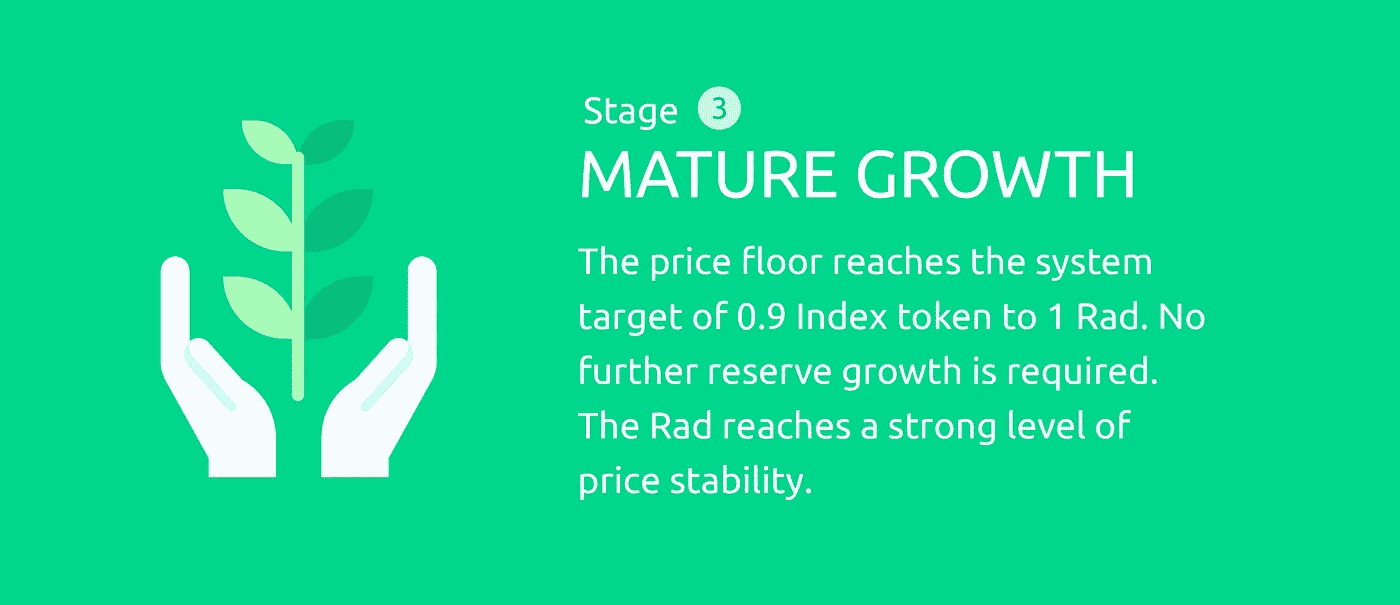 Stage 3
MATURE GROWTH
The price floor reaches the system
target of 0.9 Index token to 1 Rad. No
further reserve growth is required.
The Rad reaches a strong level of
price stability.